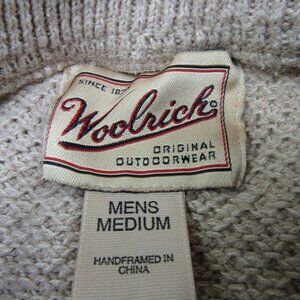 SINCE
Woolrich®
ORIGINAL
OUTDOORWEAR
MENS
MEDIUM
HANDFRAMED IN
CHINA